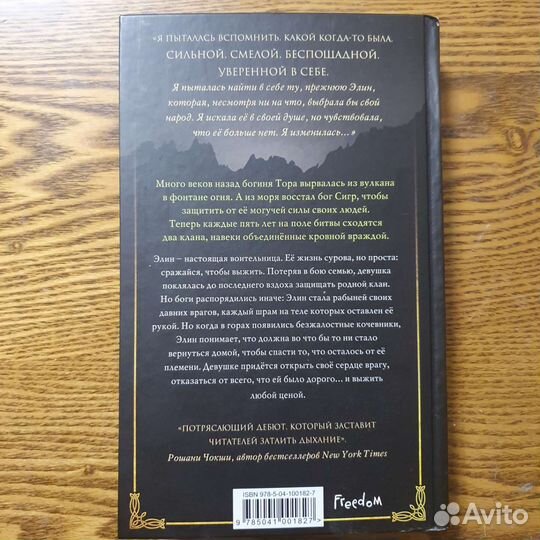 «Я ПЫТАЛАСЬ ВСПОМНИТЬ, КАКОЙ КОГДА-ТО БЫЛА.
СИЛЬНОЙ. СМЕЛОЙ. БЕСПОЩАДНОЙ.
УВЕРЕННОЙ В СЕБЕ.
Я пыталась найти в себе ту, прежнюю Элин,
которая, несмотря ни на что, выбрала бы свой
народ. Я искала её в своей душе, но чувствовала,
что её больше нет. Я изменилась...»
Много веков назад богиня Тора вырвалась из вулкана
в фонтане огня. А из моря восстал бог Сигр, чтобы
защитить от её могучей силы своих людей.
Теперь каждые пять лет на поле битвы сходятся
два клана, навеки объединённые кровной враждой.
Элин – настоящая воительница. Её жизнь сурова, но проста:
сражайся, чтобы выжить. Потеряв в бою семью, девушка
поклялась до последнего вздоха защищать родной клан.
Но боги распорядились иначе: Элин стала рабыней своих
давних врагов, каждый шрам на теле которых оставлен её
рукой. Но когда в горах появились безжалостные кочевники,
Элин понимает, что должна во что бы то ни стало
вернуться домой, чтобы спасти то, что осталось от её
племени. Девушке придётся открыть своё сердце врагу,
отказаться от всего, что ей было дорого... и выжить
любой ценой.
«ПОТРЯСАЮЩИЙ ДЕБЮТ, КОТОРЫЙ ЗАСТАВИТ
ЧИТАТЕЛЕЙ ЗАТАИТЬ ДЫХАНИЕ».
Рошани Чокши, автор бестселлеров New York Times
ISBN 978-5-04-100182-7
9 785041 001827 >
Freedom
Avito